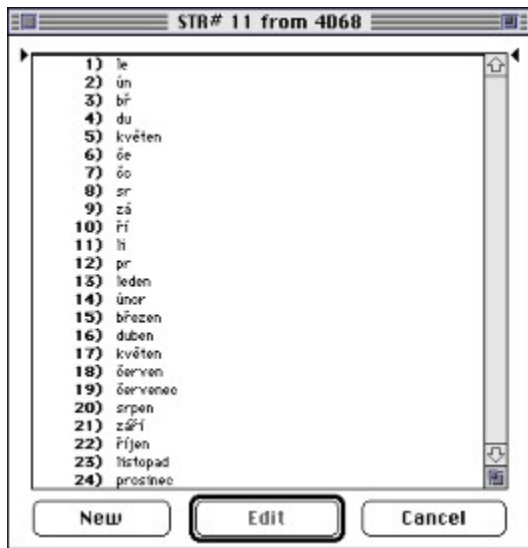 STR# 11 from 4068
1) le
2) ún
3) bř
4) du
5) květen
6) če
7) čc
8) sr
9) zá
10) ří
11) li
12) pr
13) leden
14) únor
15) březen
16) duben
17) květen
18) červen
19) červenec
20) srpen
21) září
22) říjen
23) listopad
24) prosinec
New Edit Cancel